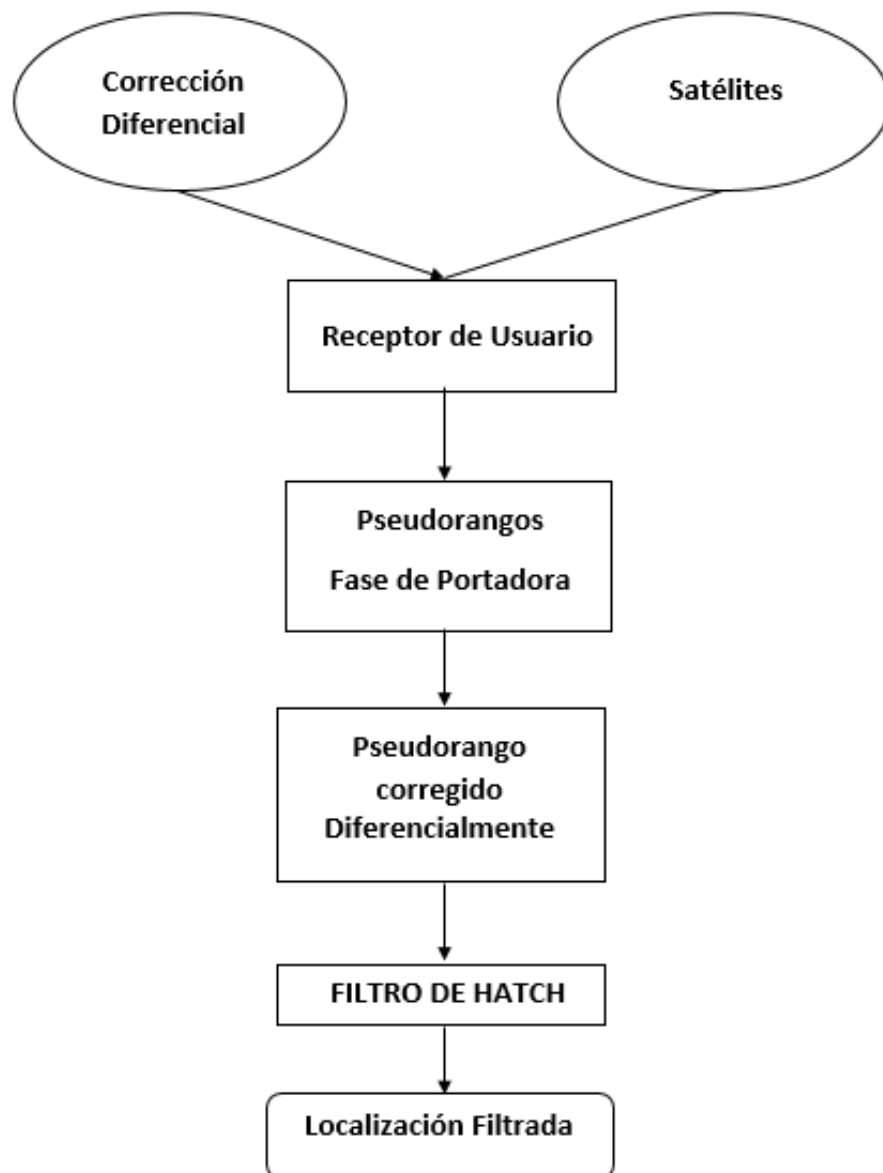 Corrección
Diferencial
Satélites
Receptor de Usuario
Pseudorangos
Fase de Portadora
Pseudorango
corregido
Diferencialmente
FILTRO DE HATCH
Localización Filtrada